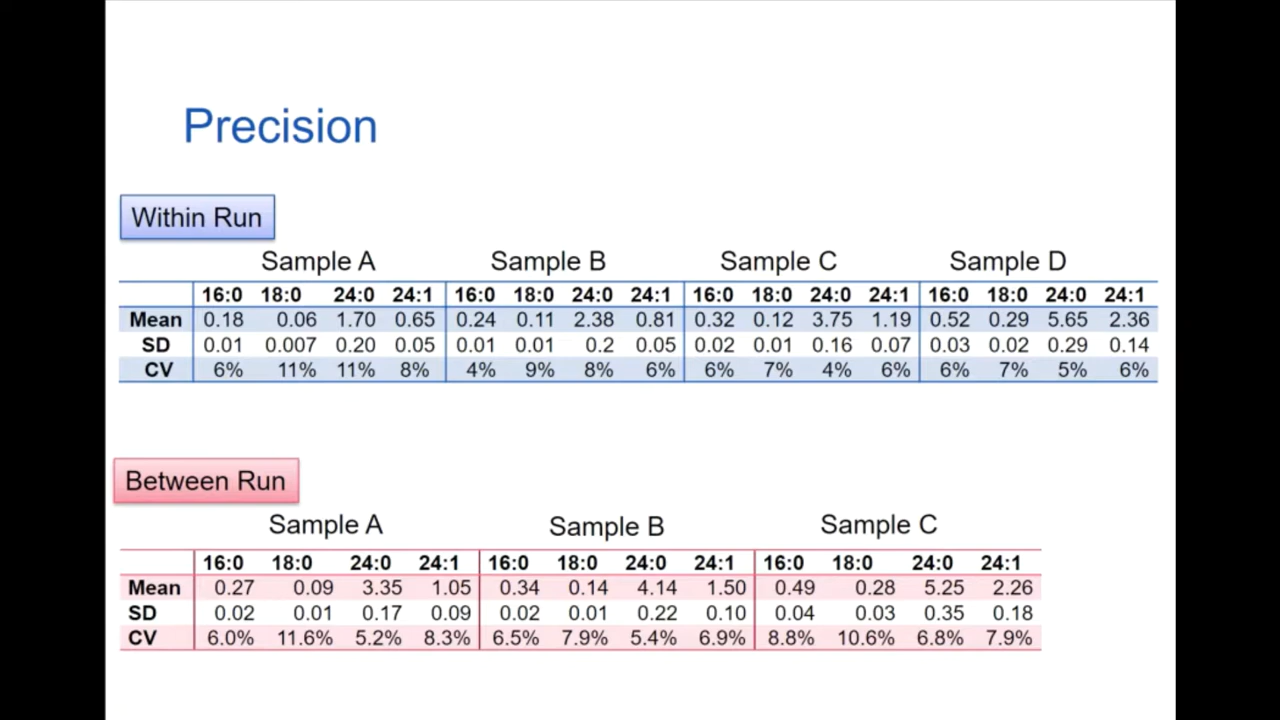 Precision
Within Run
Sample A Sample B Sample C Sample D
16:0 18:0 24:0 24:1 16:0 18:0 24:0 24:1 16:0 18:0 24:0 24:1 16:0 18:0 24:0 24:1
Mean 0.18 0.06 1.70 0.65 0.24 0.11 2.38 0.81 0.32 0.12 3.75 1.19 0.52 0.29 5.65 2.36
SD 0.01 0.007 0.20 0.05 0.01 0.01 0.2 0.05 0.02 0.01 0.16 0.07 0.03 0.02 0.29 0.14
CV 6% 11% 11% 8% 4% 9% 8% 6% 6% 7% 4% 6% 6% 7% 5% 6%
Between Run
Sample A Sample B Sample C
16:0 18:0 24:0 24:1 16:0 18:0 24:0 24:1 16:0 18:0 24:0 24:1
Mean 0.27 0.09 3.35 1.05 0.34 0.14 4.14 1.50 0.49 0.28 5.25 2.26
SD 0.02 0.01 0.17 0.09 0.02 0.01 0.22 0.10 0.04 0.03 0.35 0.18
CV 6.0% 11.6% 5.2% 8.3% 6.5% 7.9% 5.4% 6.9% 8.8% 10.6% 6.8% 7.9%